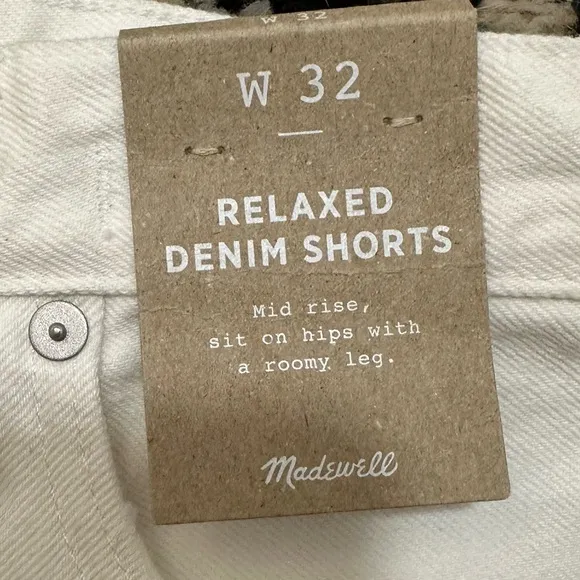 W 32
W 32
RELAXED
DENIM SHORTS
Mid rise,
sit on hips with
a roomy leg.
Madewell